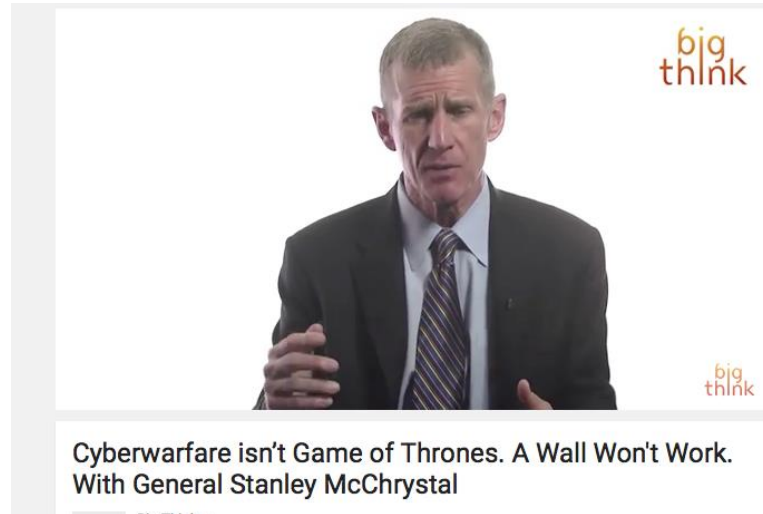 big
think
big
think
Cyberwarfare isn’t Game of Thrones. A Wall Won't Work.
With General Stanley McChrystal